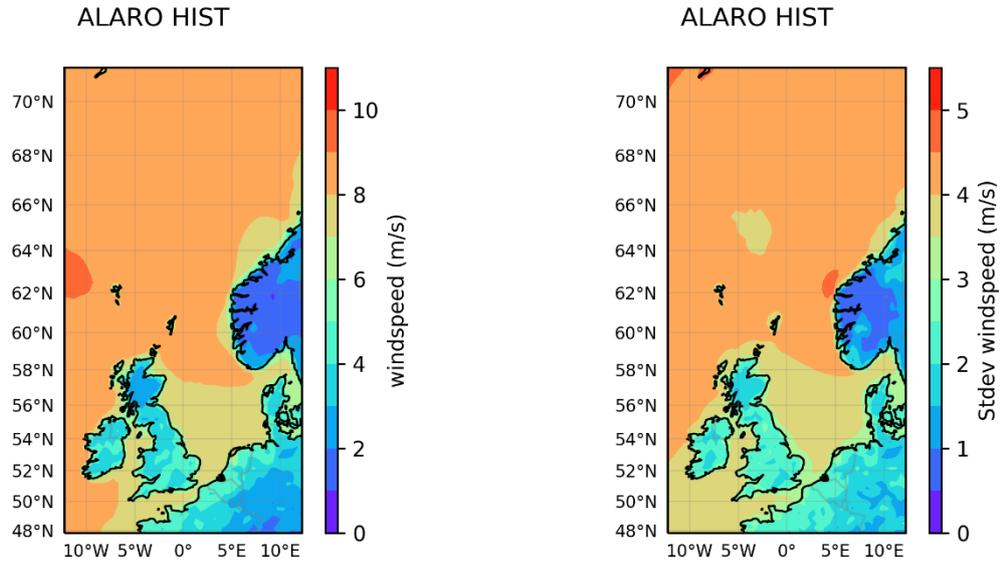 ALARO HIST
70°N
68°N
66°N
64°N
62°N
60°N
58°N
56°N
54°N
52°N
50°N
48°N
10°W 5°W 0° 5°E 10°E
10
8
6
4
2
0
windspeed (m/s)
ALARO HIST
70°N
68°N
66°N
64°N
62°N
60°N
58°N
56°N
54°N
52°N
50°N
48°N
10°W 5°W 0° 5°E 10°E
5
4
3
2
1
0
Stdev windspeed (m/s)